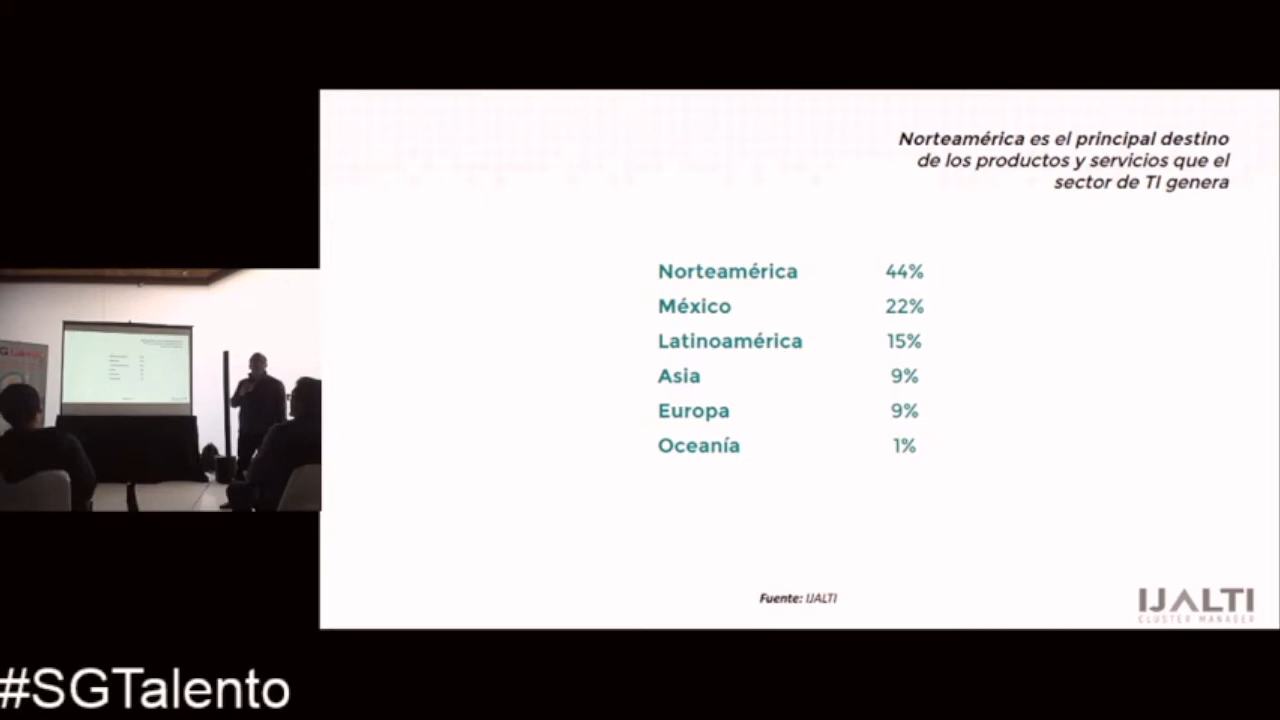 Norteamérica es el principal destino
de los productos y servicios que el
sector de TI genera
Norteamérica 44%
México 22%
Latinoamérica 15%
Asia 9%
Europa 9%
Oceanía 1%
Fuente: IJALTI
IJALTI
CLUSTER MANAGER
#SGTalento